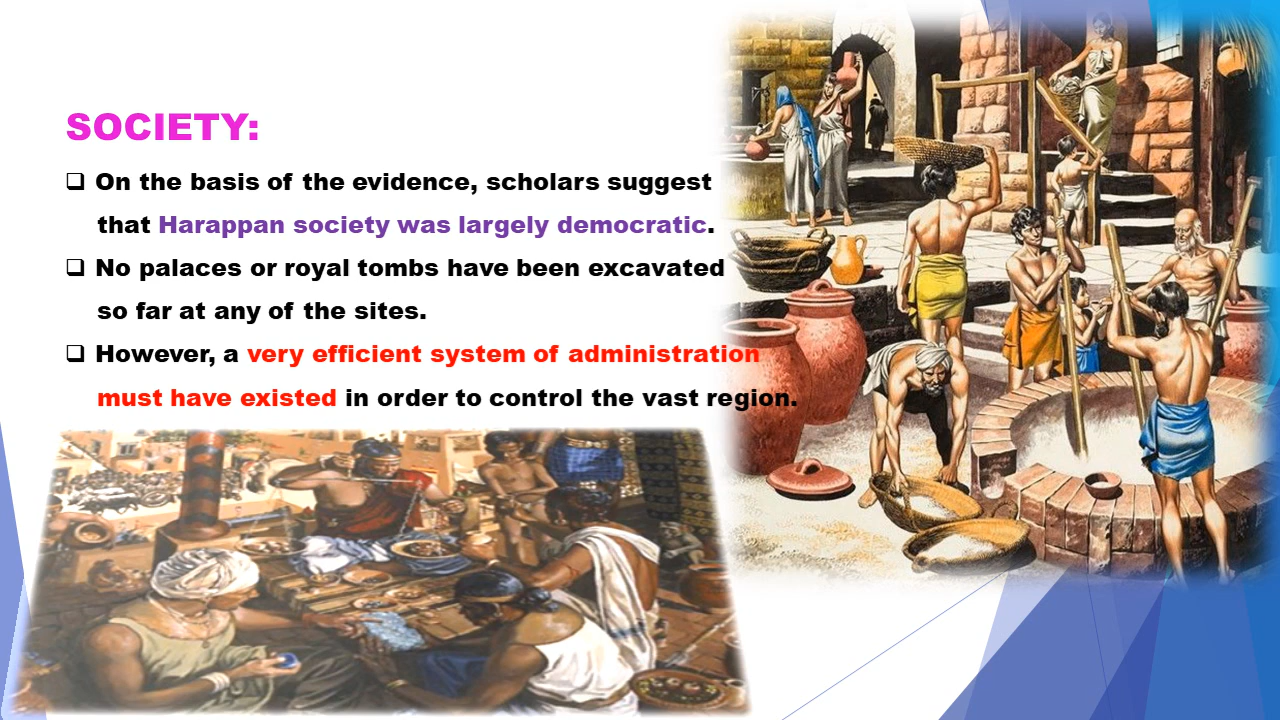 SOCIETY:
❑ On the basis of the evidence, scholars suggest
that Harappan society was largely democratic.
❑ No palaces or royal tombs have been excavated
so far at any of the sites.
❑ However, a very efficient system of administration
must have existed in order to control the vast region.